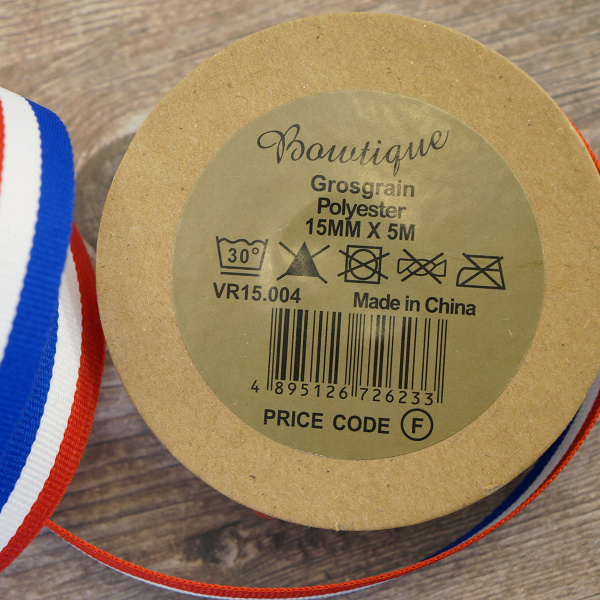 Bowtique
Grosgrain
Polyester
15MM X 5M
30°
VR15.004 Made in China
4 895126 726233
PRICE CODE F